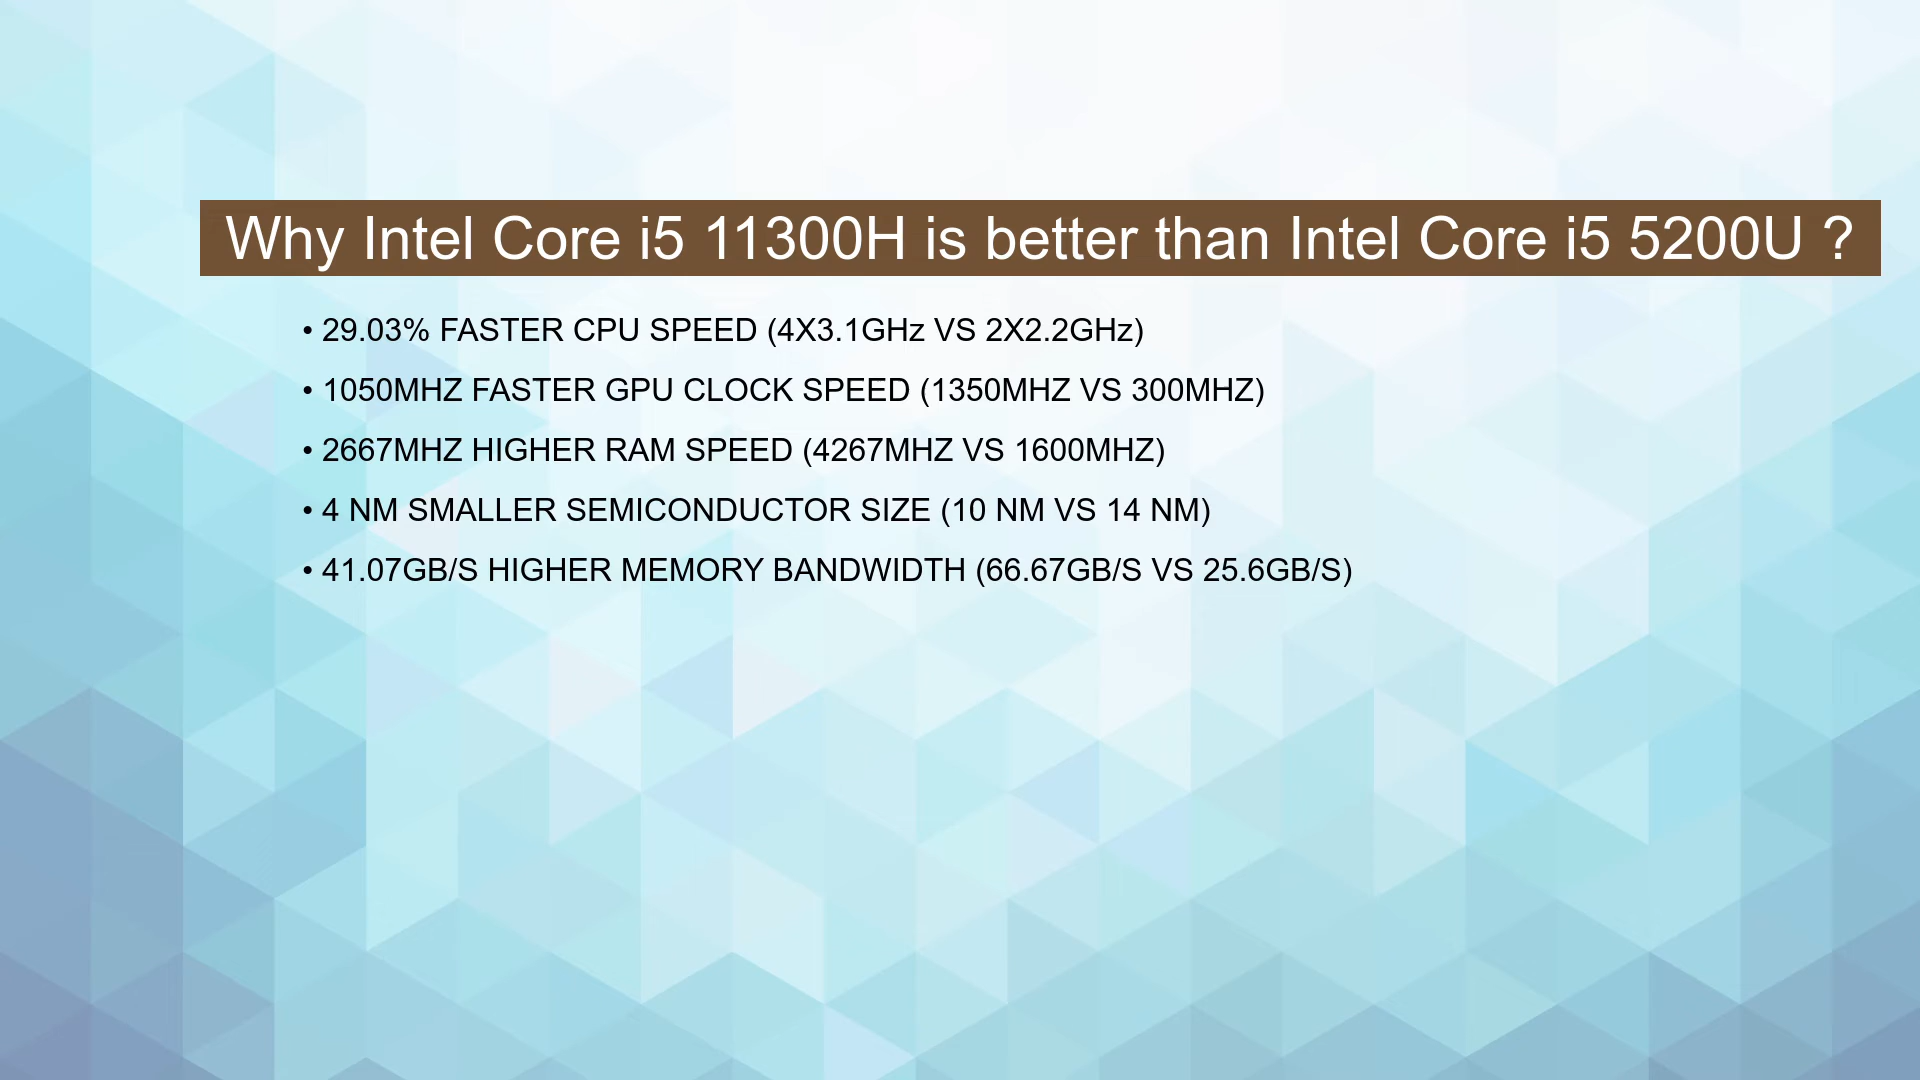 Why Intel Core i5 11300H is better than Intel Core i5 5200U ?
• 29.03% FASTER CPU SPEED (4X3.1GHz VS 2X2.2GHz)
• 1050MHZ FASTER GPU CLOCK SPEED (1350MHZ VS 300MHZ)
• 2667MHZ HIGHER RAM SPEED (4267MHZ VS 1600MHZ)
• 4 NM SMALLER SEMICONDUCTOR SIZE (10 NM VS 14 NM)
• 41.07GB/S HIGHER MEMORY BANDWIDTH (66.67GB/S VS 25.6GB/S)